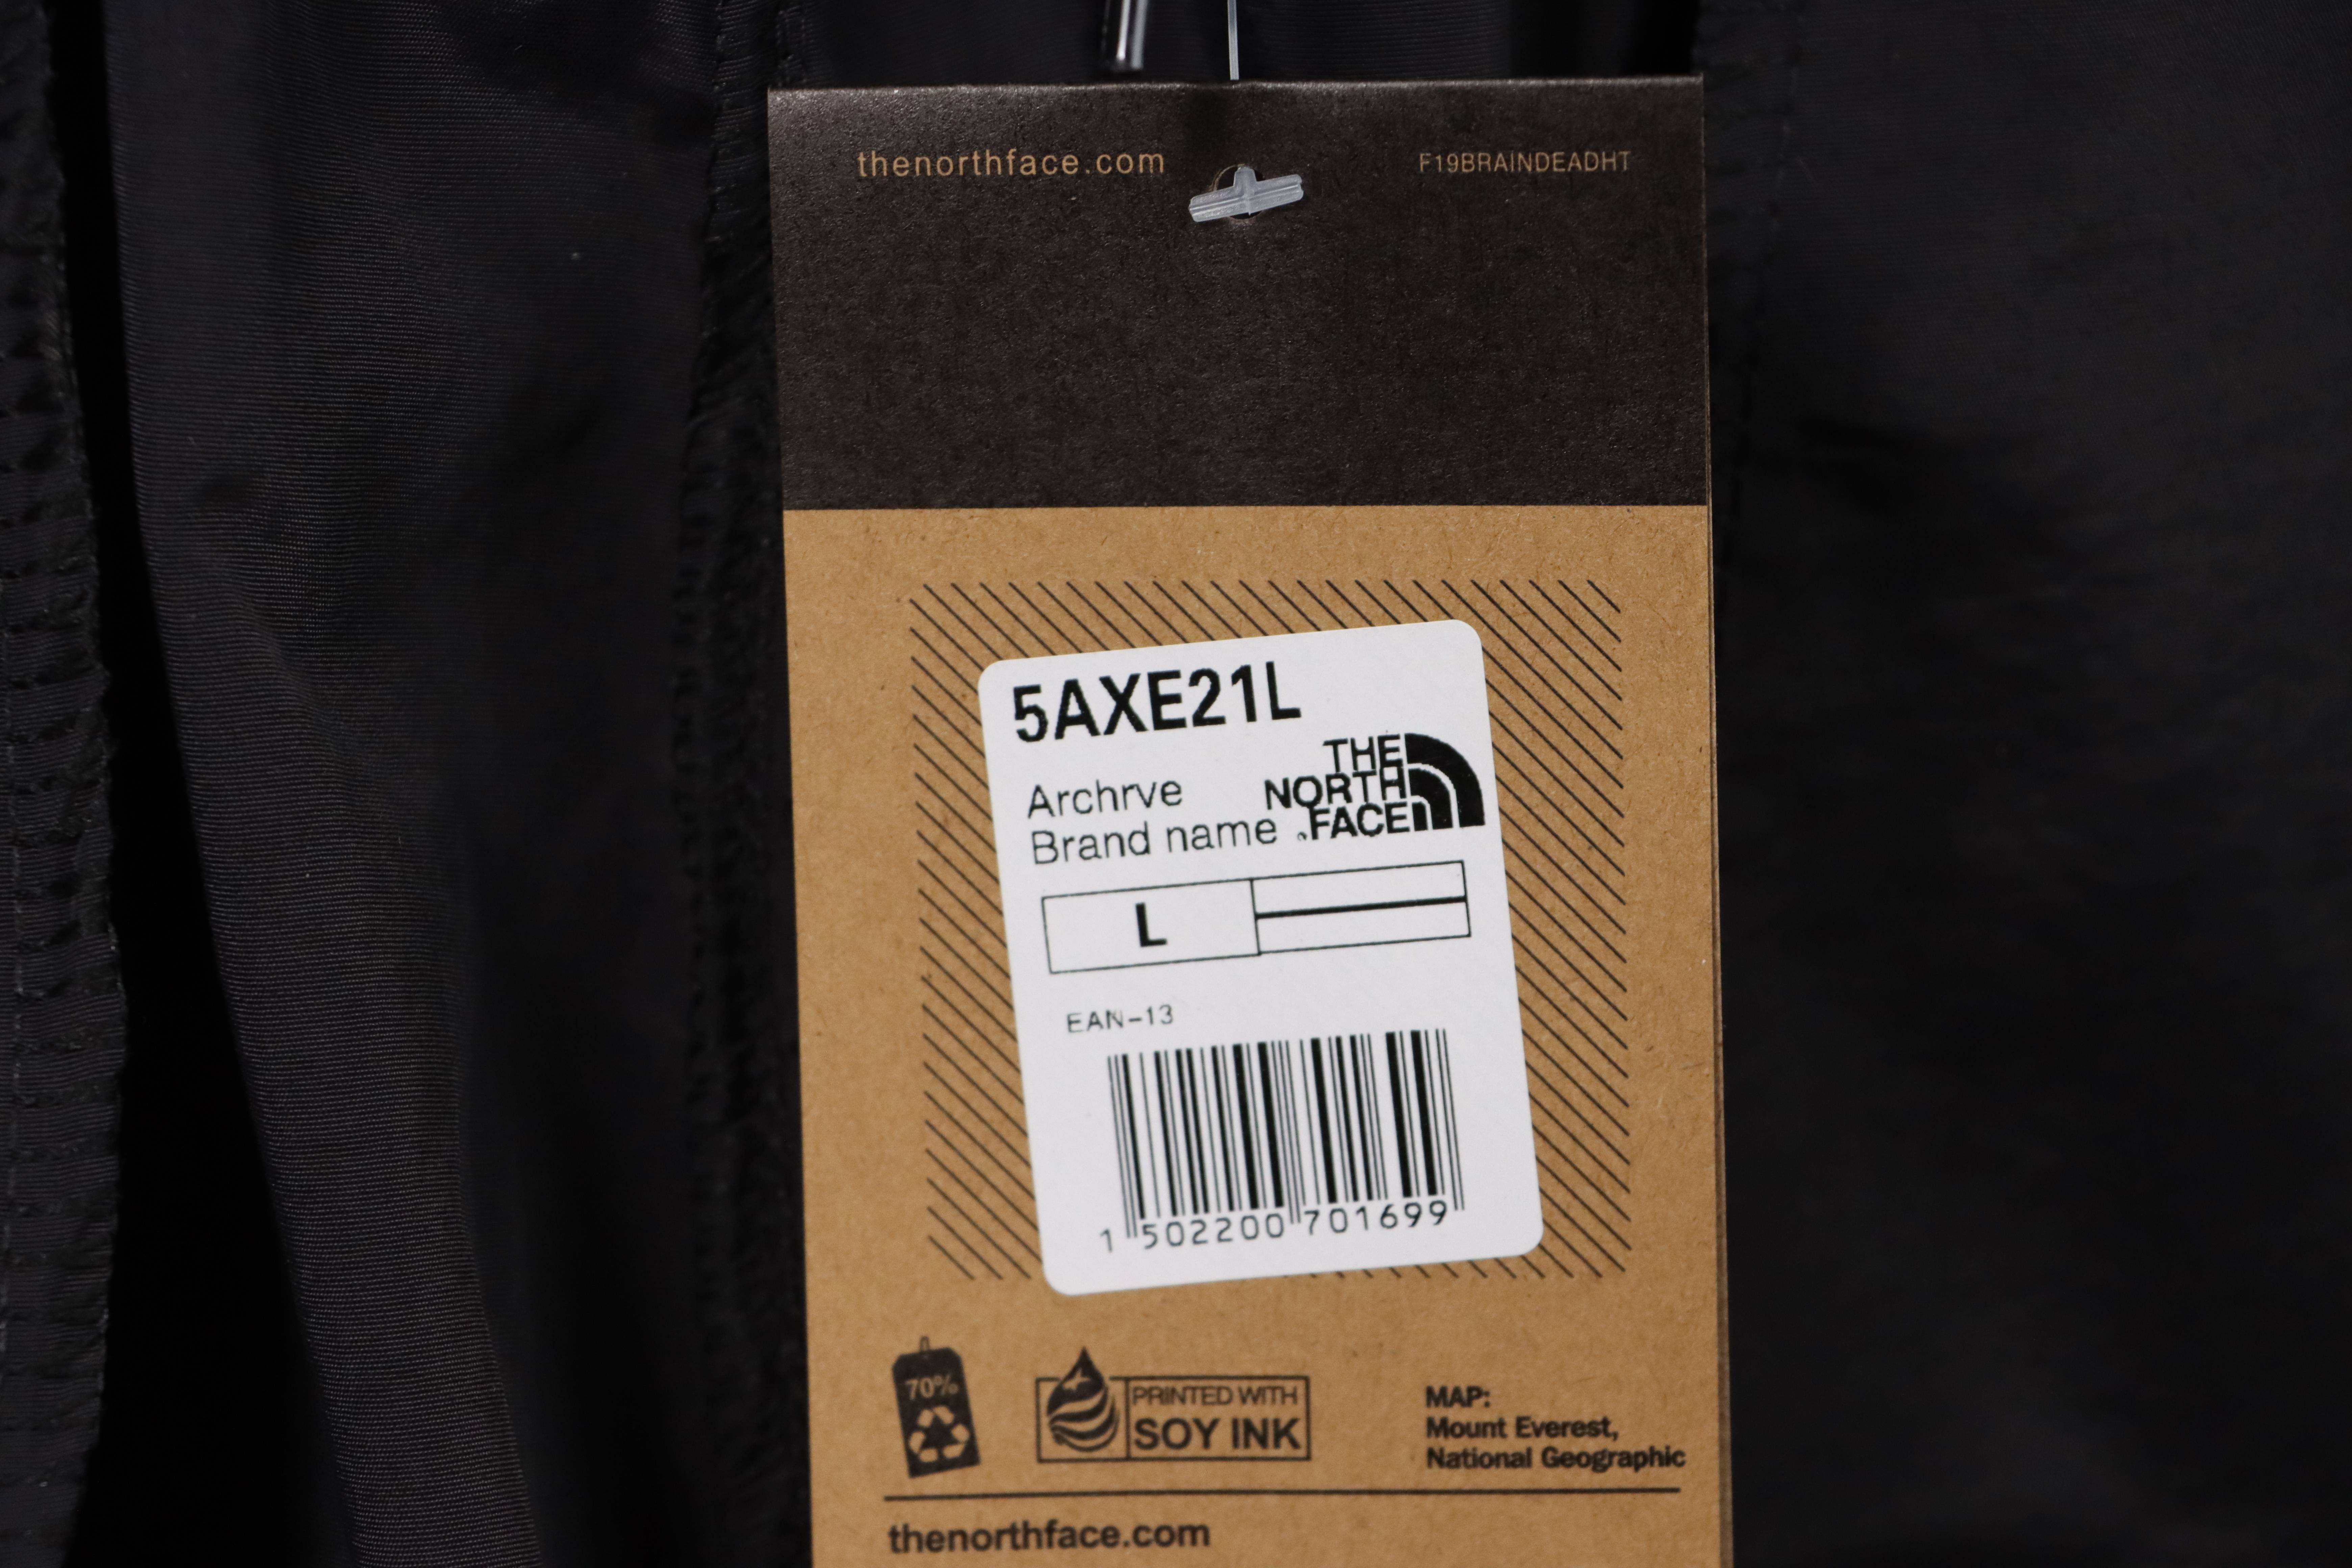 thenorthface.com
F19BRAINDEADHT
5AXE21L
Archrve
Brand name
THE
NORTH
FACE
L
EAN-13
1 502200 701699
70%
PRINTED WITH
SOY INK
MAP:
Mount Everest,
National Geographic
thenorthface.com